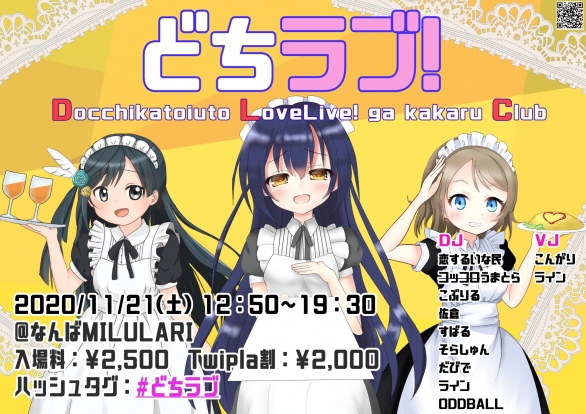 どちラブ!
Docchikatoiuto LoveLive! ga kakaru Club
DJ
恋するいな民
コッコロうまとら
こぶりる
佐倉
すばる
そらしゅん
だびで
ライン
ODDBALL
VJ
こんがり
ライン
2020/11/21(土) 12:50~19:30
@なんばMILULARI
入場料:¥2,500 Twipla割:¥2,000
ハッシュタグ:#どちラブ